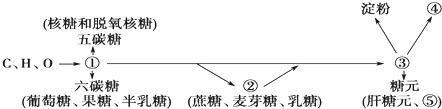 (核糖和脱氧核糖)
五碳糖
淀粉 ④
C、H、O ① ③
六碳糖 ② 糖元
(葡萄糖、果糖、半乳糖) (蔗糖、麦芽糖、乳糖) (肝糖元、⑤)